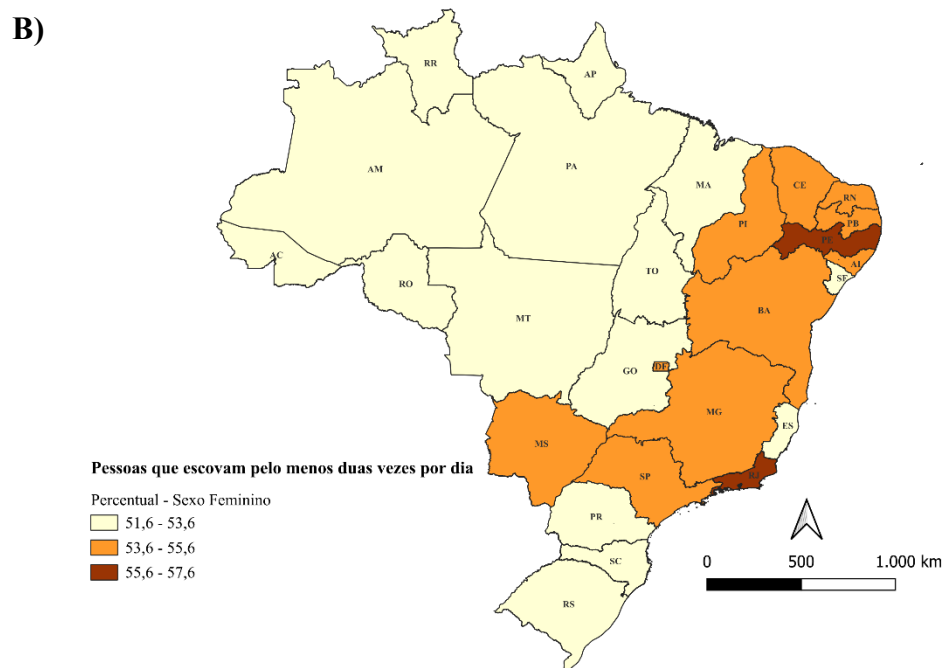 B)
RR
AP
AM
PA
MA
CE
RN
PB
PI
PE
AL
SE
AC
TO
RO
BA
MT
DF
GO
MG
ES
MS
SP
RJ
PR
SC
RS
Pessoas que escovam pelo menos duas vezes por dia
Percentual - Sexo Feminino
51,6 - 53,6
53,6 - 55,6
55,6 - 57,6
0 500 1.000 km